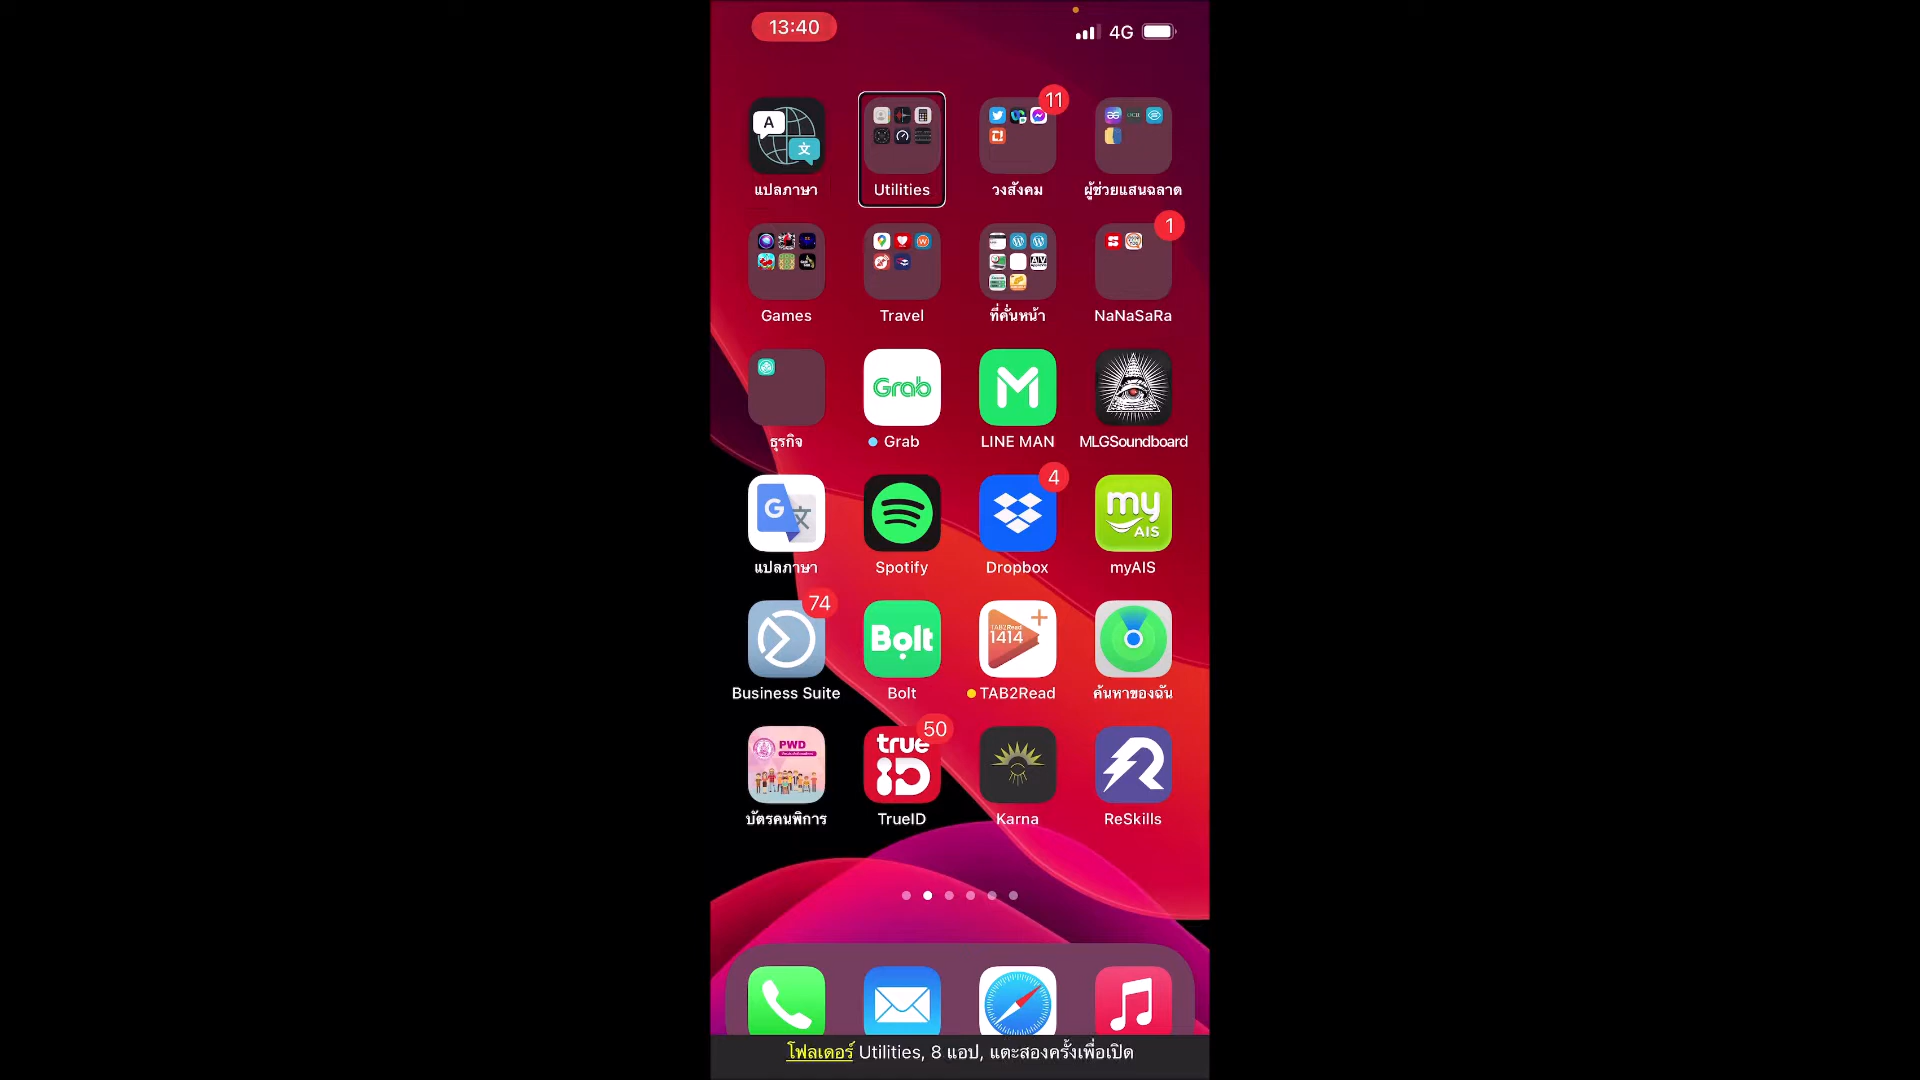 13:40
4G
A
文
11
แปลภาษา
Utilities
วงสังคม
ผู้ช่วยแสนฉลาด
1
Games
Travel
ที่คั่นหน้า
NaNaSaRa
Grab
ธุรกิจ
Grab
LINE MAN
MLGSoundboard
4
G
文
my
AIS
แปลภาษา
Spotify
Dropbox
myAIS
74
Bolt
TAB2Read
1414
Business Suite
Bolt
TAB2Read
ค้นหาของฉัน
50
PWD
true
iD
บัตรคนพิการ
TrueID
Karna
ReSkills
โฟลเดอร์ Utilities, 8 แอป, แตะสองครั้งเพื่อเปิด